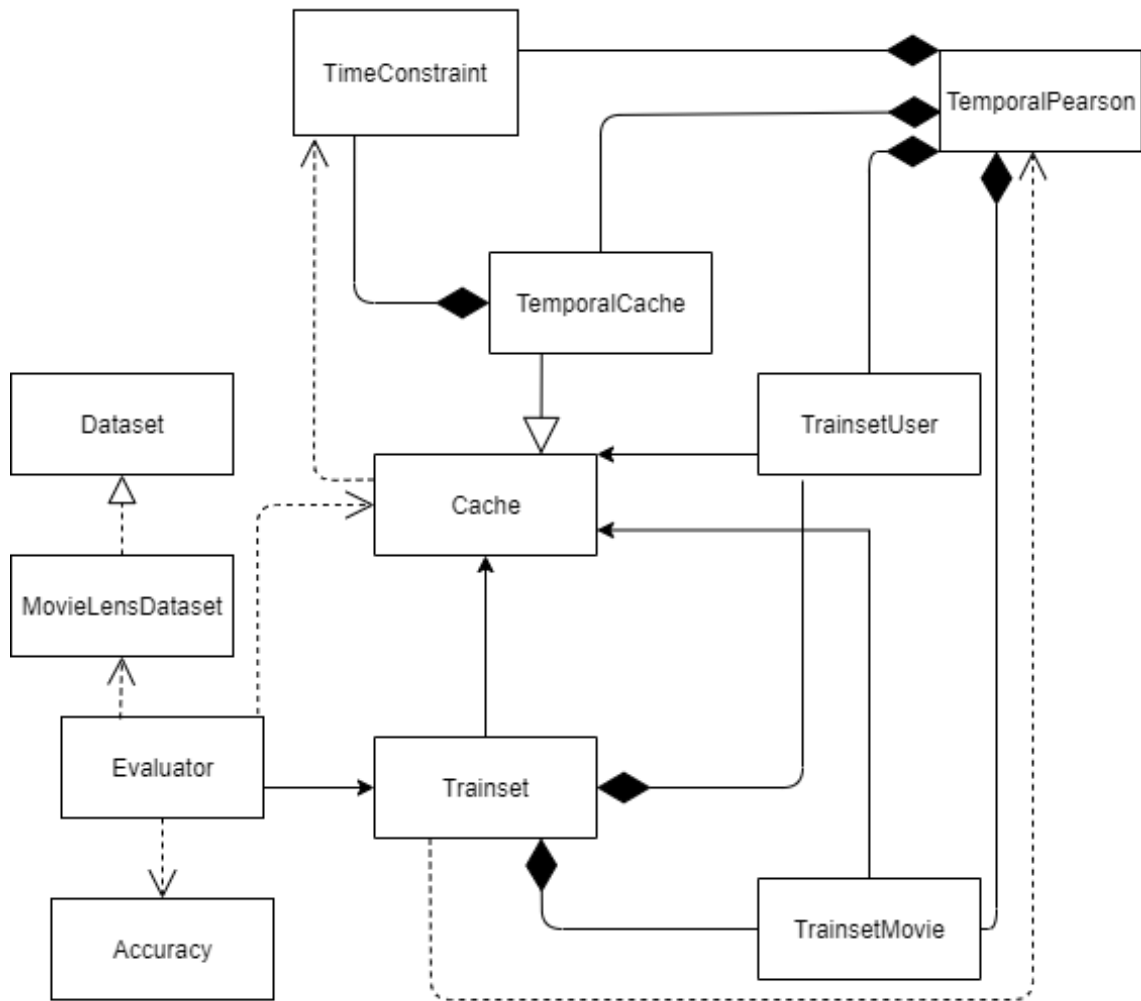 TimeConstraint
TemporalPearson
TemporalCache
Dataset
TrainsetUser
Cache
MovieLensDataset
Evaluator
Trainset
Accuracy
TrainsetMovie